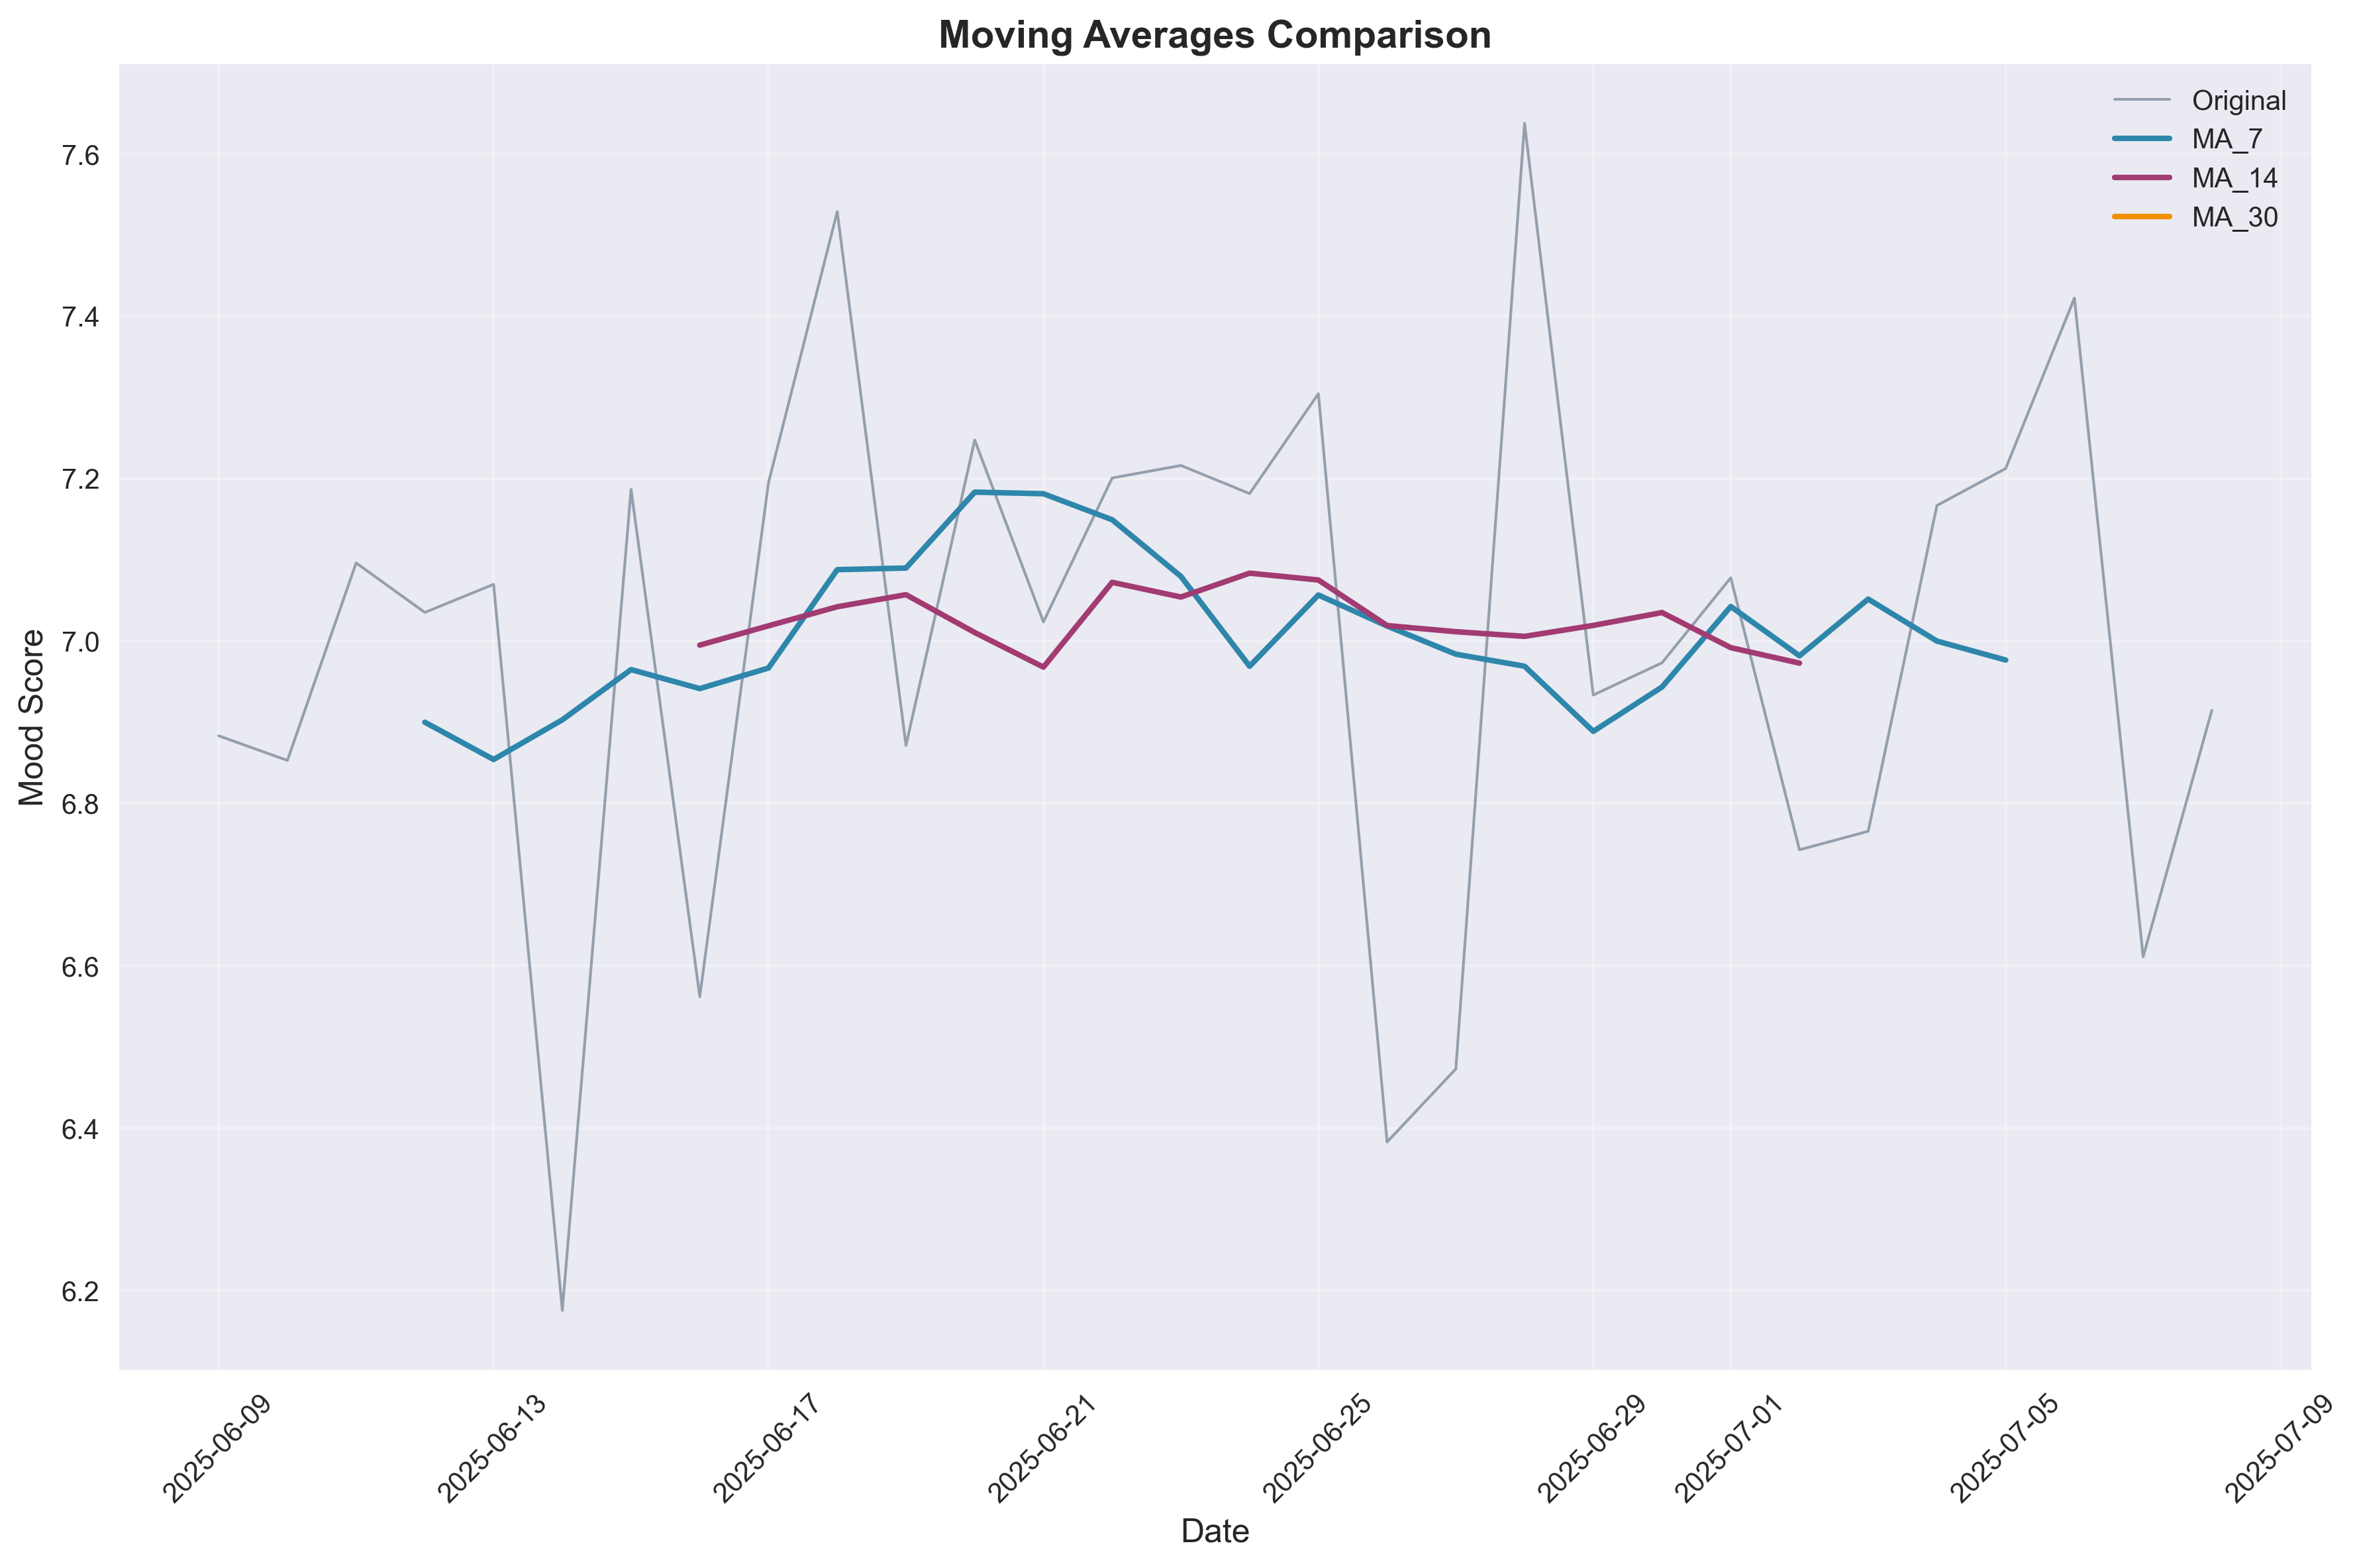 Moving Averages Comparison
Original
MA_7
MA_14
MA_30
7.6
7.4
7.2
7.0
6.8
6.6
6.4
6.2
Mood Score
2025-06-09
2025-06-13
2025-06-17
2025-06-21
2025-06-25
2025-06-29
2025-07-01
2025-07-05
2025-07-09
Date